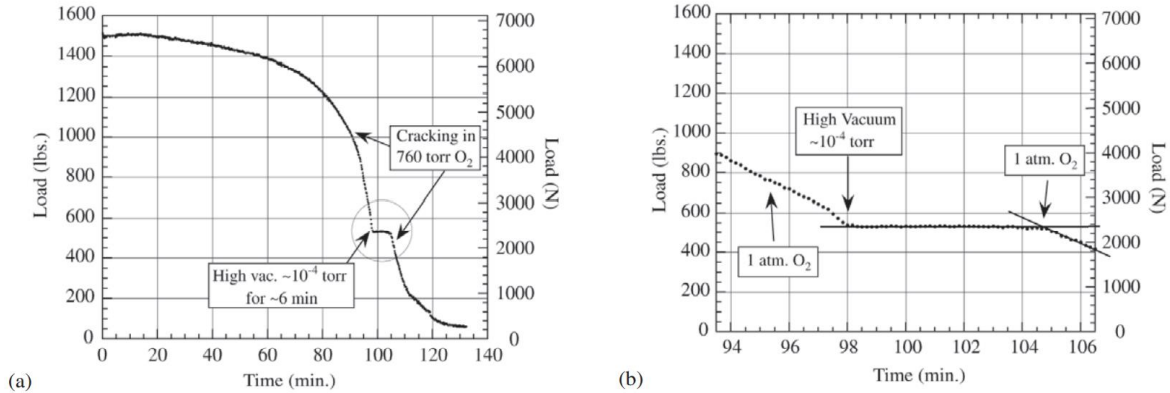 1600
1400
1200
1000
800
600
400
200
0
Load (lbs.)
7000
6000
5000
4000
3000
2000
1000
0
Load (N)
Cracking in
760 torr O₂
High vac. ~10⁻⁴ torr
for ~6 min
0 20 40 60 80 100 120 140
Time (min.)
(a)
1600
1400
1200
1000
800
600
400
200
0
Load (lbs.)
7000
6000
5000
4000
3000
2000
1000
0
Load (N)
High Vacuum
~10⁻⁴ torr
1 atm. O₂
1 atm. O₂
94 96 98 100 102 104 106
Time (min.)
(b)